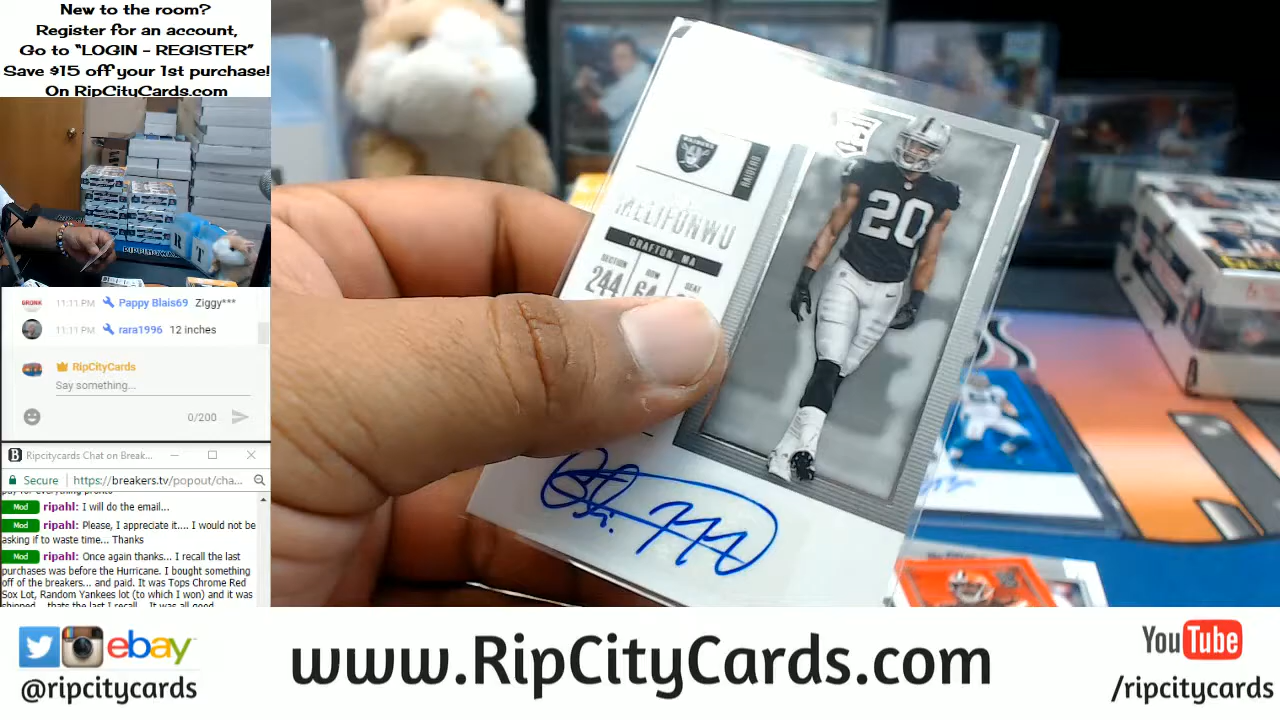 New to the room?
Register for an account,
Go to “LOGIN - REGISTER”
Save $15 off your 1st purchase!
On RipCityCards.com
GRONK 11:11 PM Pappy Blais69 Ziggy***
11:11 PM rara1996 12 inches
RipCityCards
Say something...
0/200
Ripcitycards Chat on Break...
Secure https://breakers.tv/popout/cha...
Mod ripahl: I will do the email...
Mod ripahl: Please, I appreciate it.... I would not be
asking if to waste time... Thanks
Mod ripahl: Once again thanks... I recall the last
purchases was before the Hurricane. I bought something
off of the breakers... and paid. It was Tops Chrome Red
Sox Lot, Random Yankees lot (to which I won) and it was
RAIDERS
RAIDERS
MELIFONWU
GRAFTON, MA
SECTION ROW SEAT
244 64
20
ebay
@ripcitycards
www.RipCityCards.com
YouTube
/ripcitycards